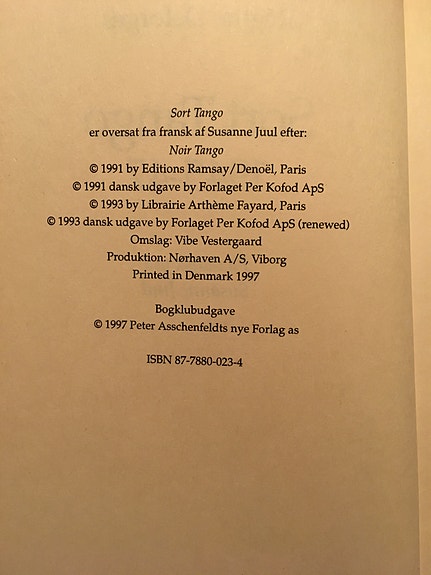 Sort Tango
er oversat fra fransk af Susanne Juul efter:
Noir Tango
© 1991 by Editions Ramsay/Denoël, Paris
© 1991 dansk udgave by Forlaget Per Kofod ApS
© 1993 by Librairie Arthème Fayard, Paris
© 1993 dansk udgave by Forlaget Per Kofod ApS (renewed)
Omslag: Vibe Vestergaard
Produktion: Nørhaven A/S, Viborg
Printed in Denmark 1997
Bogklubudgave
© 1997 Peter Asschenfeldts nye Forlag as
ISBN 87-7880-023-4